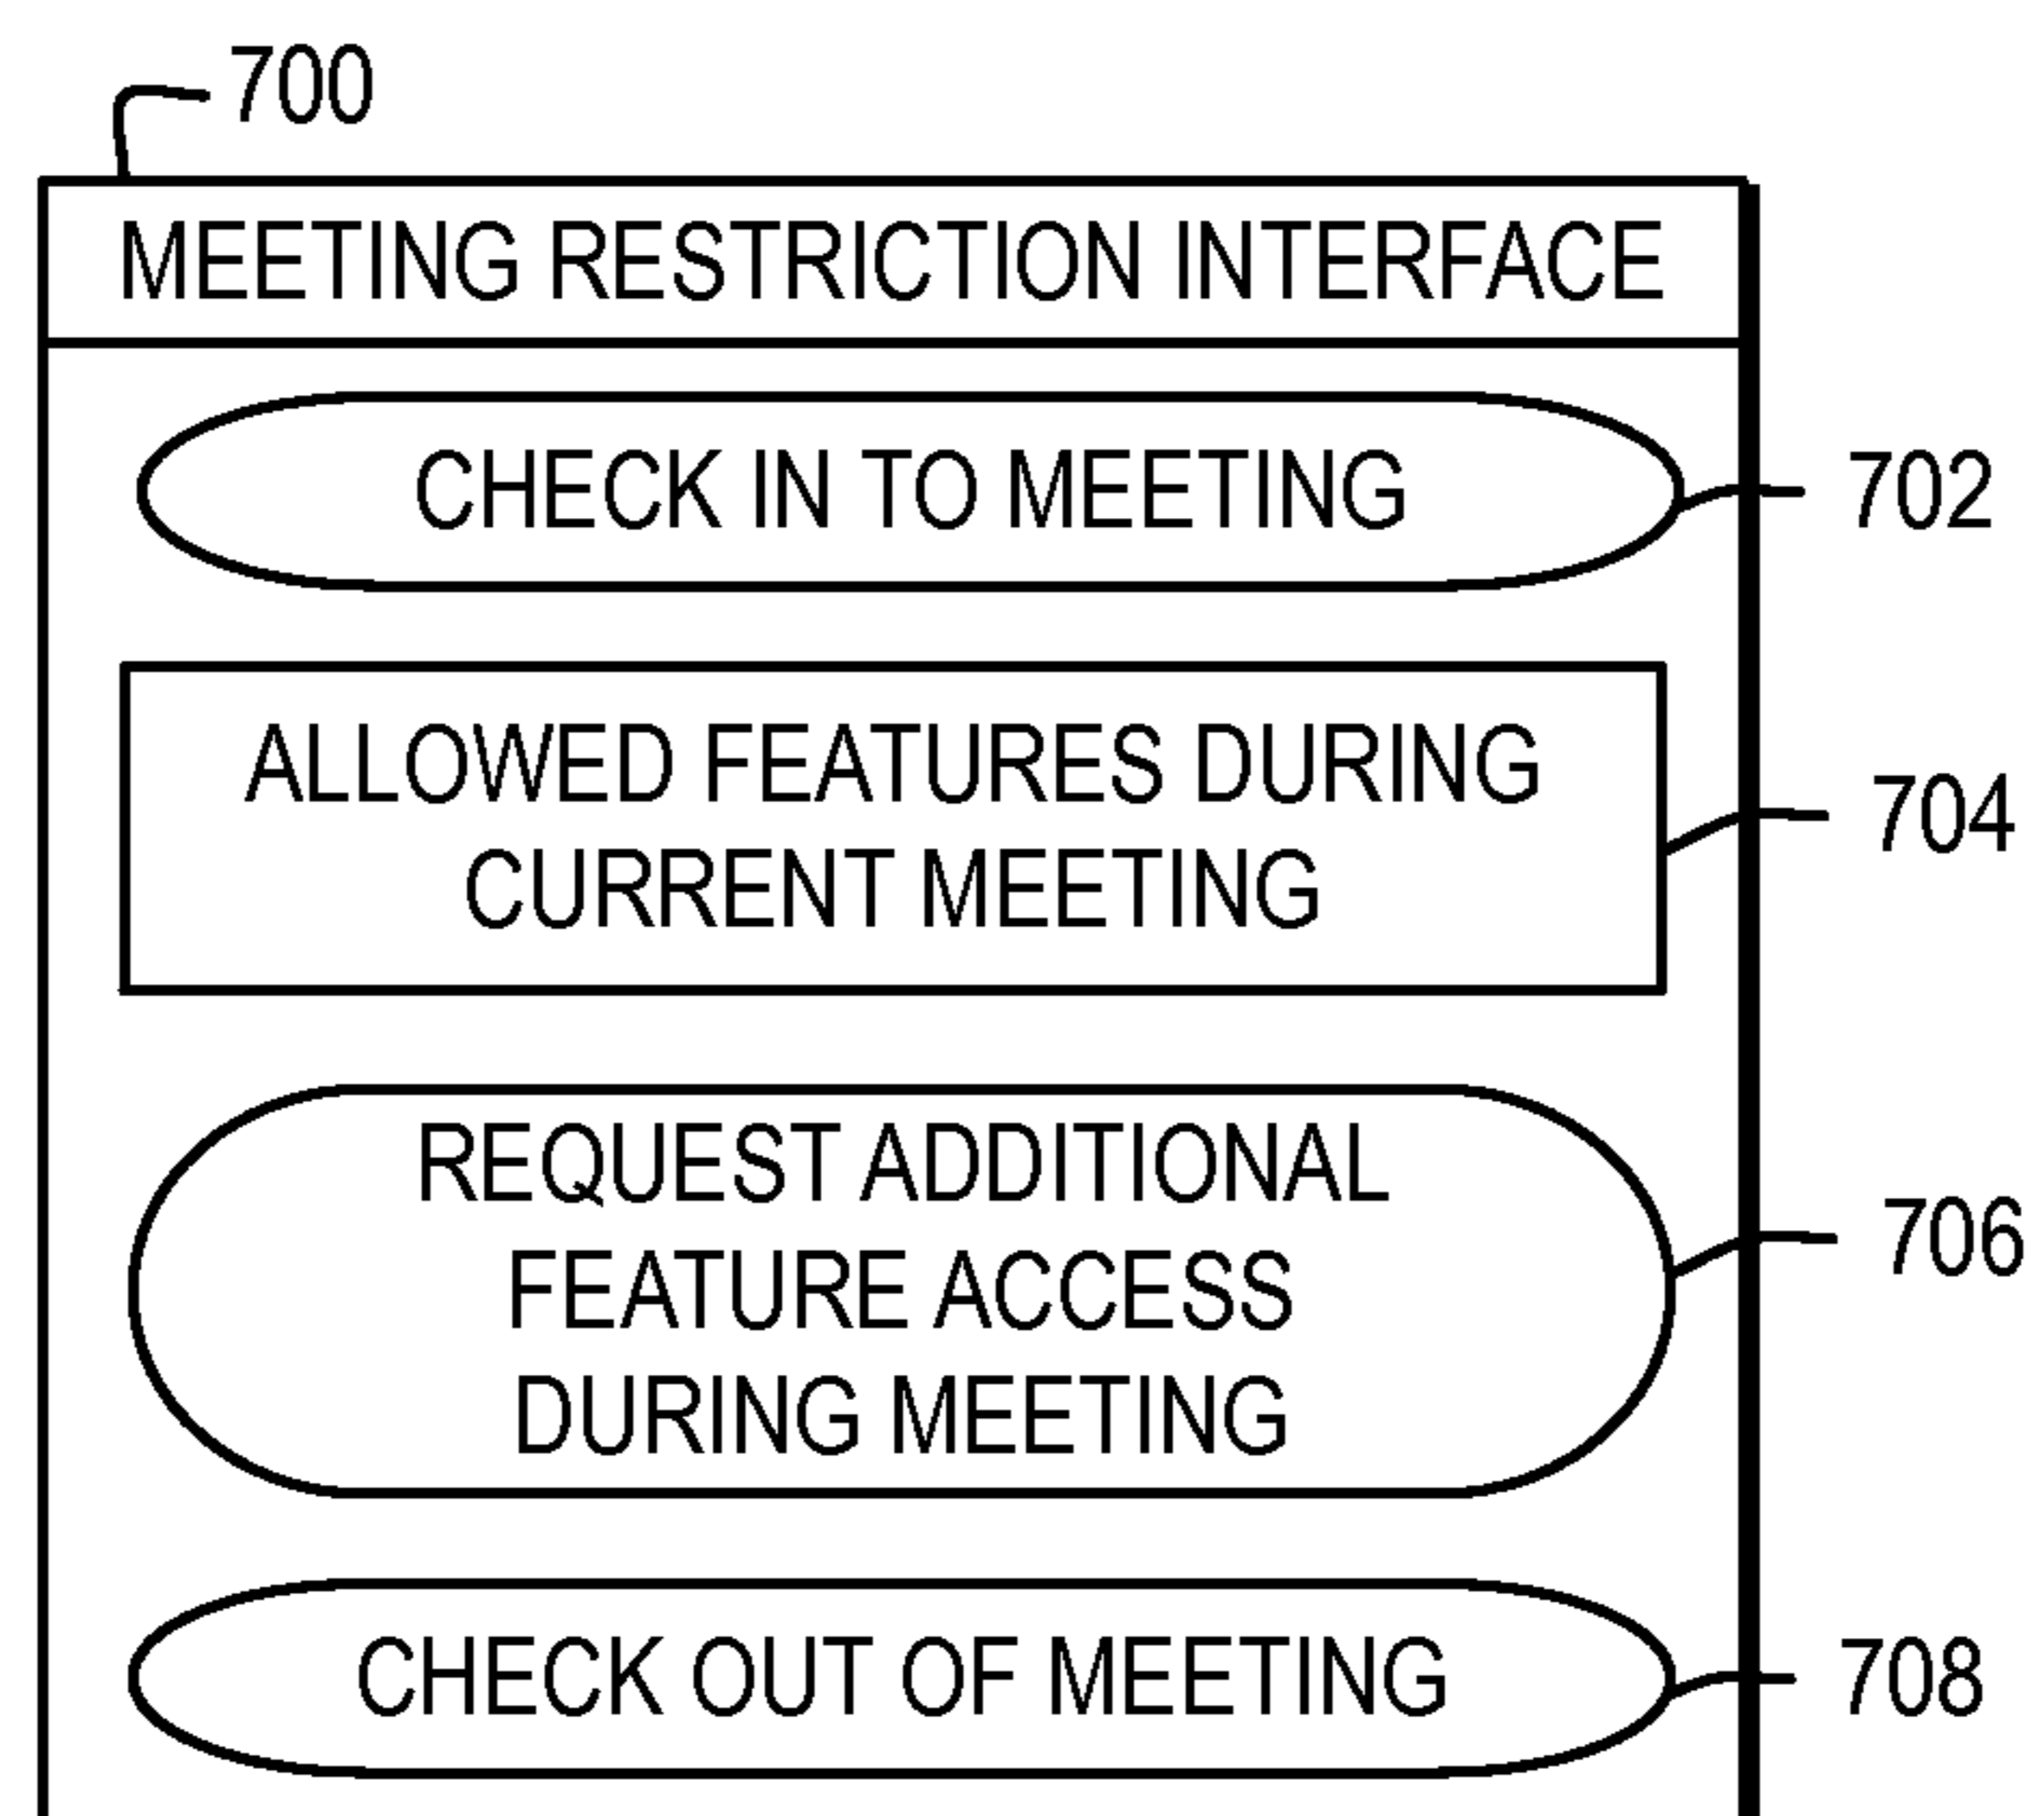 700
MEETING RESTRICTION INTERFACE
CHECK IN TO MEETING
702
ALLOWED FEATURES DURING
CURRENT MEETING
704
REQUEST ADDITIONAL
FEATURE ACCESS
DURING MEETING
706
CHECK OUT OF MEETING
708